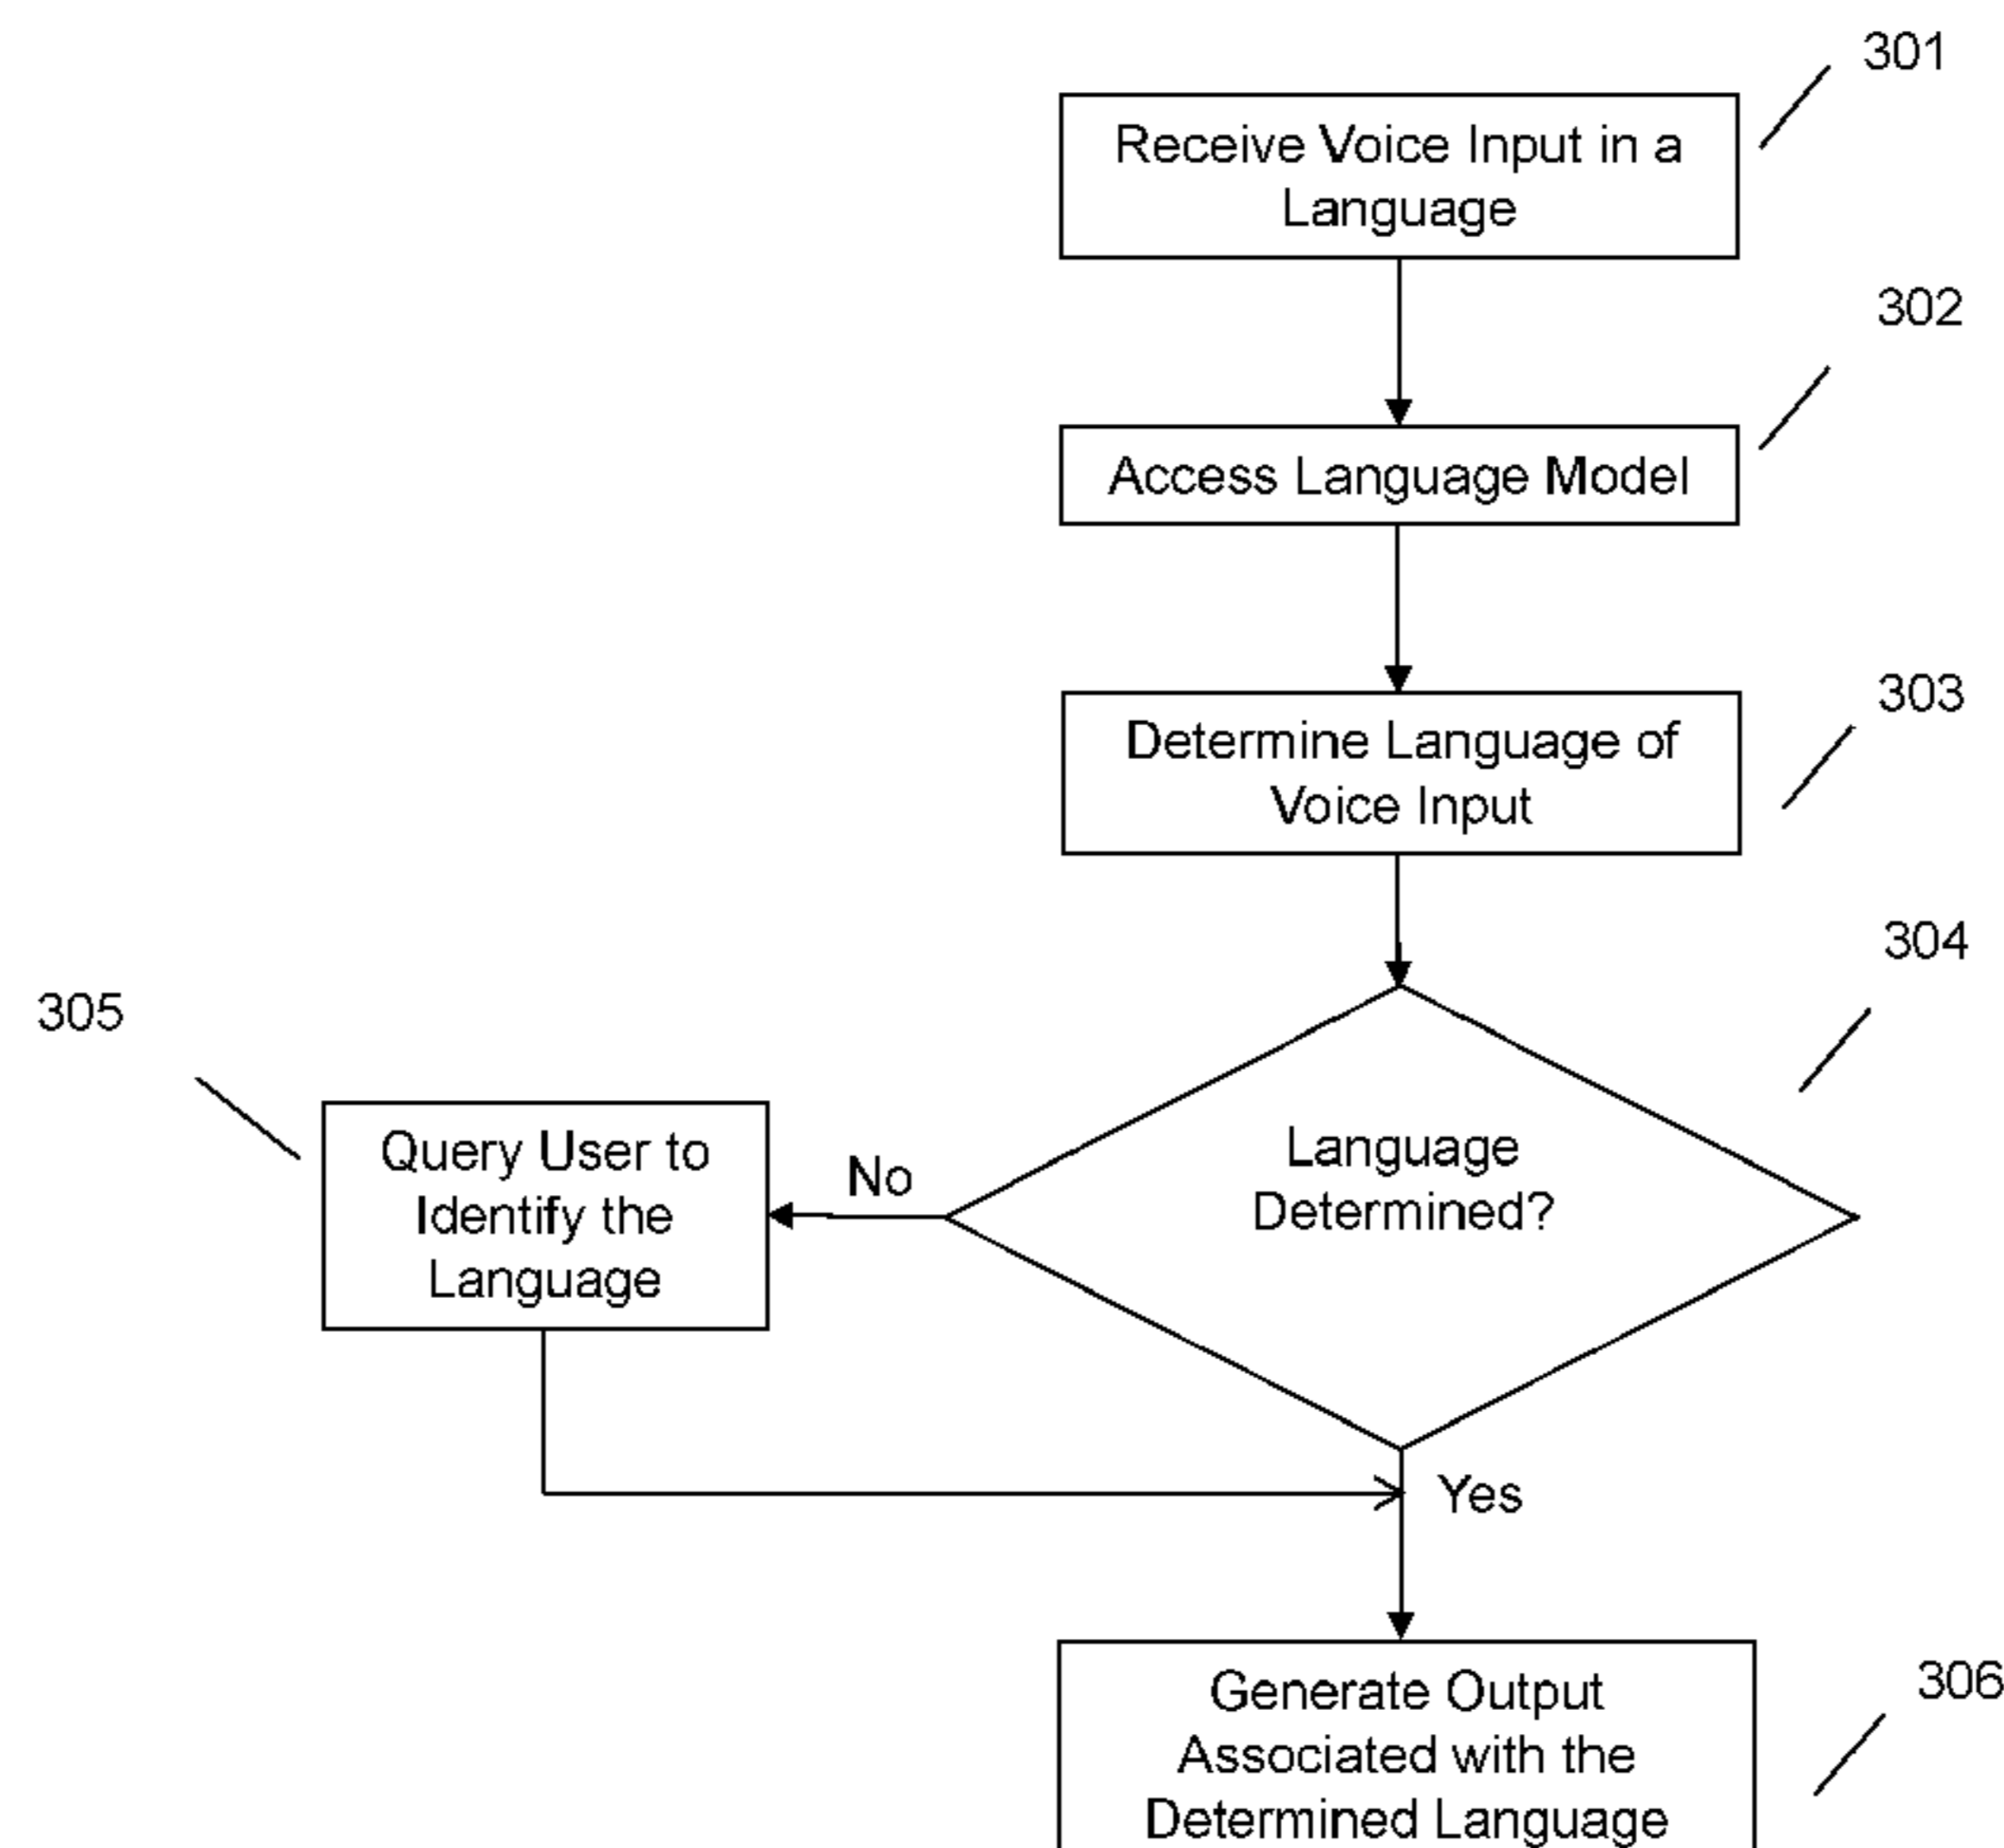 301
Receive Voice Input in a
Language
302
Access Language Model
303
Determine Language of
Voice Input
304
Language
Determined?
305
Query User to
Identify the
Language
No
Yes
306
Generate Output
Associated with the
Determined Language